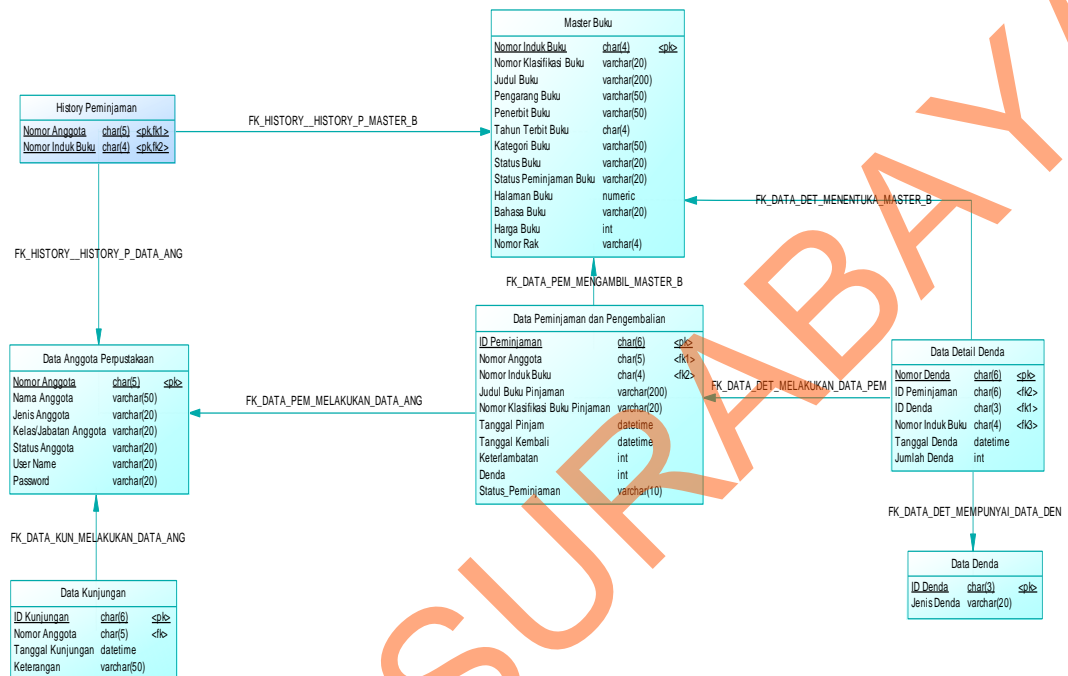 Master Buku
Nomor Induk Buku char(4) <pk>
Nomor Klasifikasi Buku varchar(20)
Judul Buku varchar(200)
Pengarang Buku varchar(50)
Penerbit Buku varchar(50)
Tahun Terbit Buku char(4)
Kategori Buku varchar(50)
Status Buku varchar(20)
Status Peminjaman Buku varchar(20)
Halaman Buku numeric
Bahasa Buku varchar(20)
Harga Buku int
Nomor Rak varchar(4)
History Peminjaman
Nomor Anggota char(5) <pk,fk1>
Nomor Induk Buku char(4) <pk,fk2>
FK_HISTORY__HISTORY_P_MASTER_B
FK_DATA_DET_MENENTUKA_MASTER_B
FK_HISTORY__HISTORY_P_DATA_ANG
FK_DATA_PEM_MENGAMBIL_MASTER_B
Data Peminjaman dan Pengembalian
ID Peminjaman char(6) <pk>
Nomor Anggota char(5) <fk1>
Nomor Induk Buku char(4) <fk2>
Judul Buku Pinjaman varchar(200)
Nomor Klasifikasi Buku Pinjaman varchar(20)
Tanggal Pinjam datetime
Tanggal Kembali datetime
Keterlambatan int
Denda int
Status_Peminjaman varchar(10)
Data Anggota Perpustakaan
Nomor Anggota char(5) <pk>
Nama Anggota varchar(50)
Jenis Anggota varchar(20)
Kelas/Jabatan Anggota varchar(20)
Status Anggota varchar(20)
User Name varchar(20)
Password varchar(20)
FK_DATA_PEM_MELAKUKAN_DATA_ANG
FK_DATA_DET_MELAKUKAN_DATA_PEM
Data Detail Denda
Nomor Denda char(6) <pk>
ID Peminjaman char(6) <fk2>
ID Denda char(3) <fk1>
Nomor Induk Buku char(4) <fk3>
Tanggal Denda datetime
Jumlah Denda int
FK_DATA_DET_MEMPUNYAI_DATA_DEN
FK_DATA_KUN_MELAKUKAN_DATA_ANG
Data Denda
ID Denda char(3) <pk>
Jenis Denda varchar(20)
Data Kunjungan
ID Kunjungan char(6) <pk>
Nomor Anggota char(5) <fk>
Tanggal Kunjungan datetime
Keterangan varchar(50)
SURABAYA